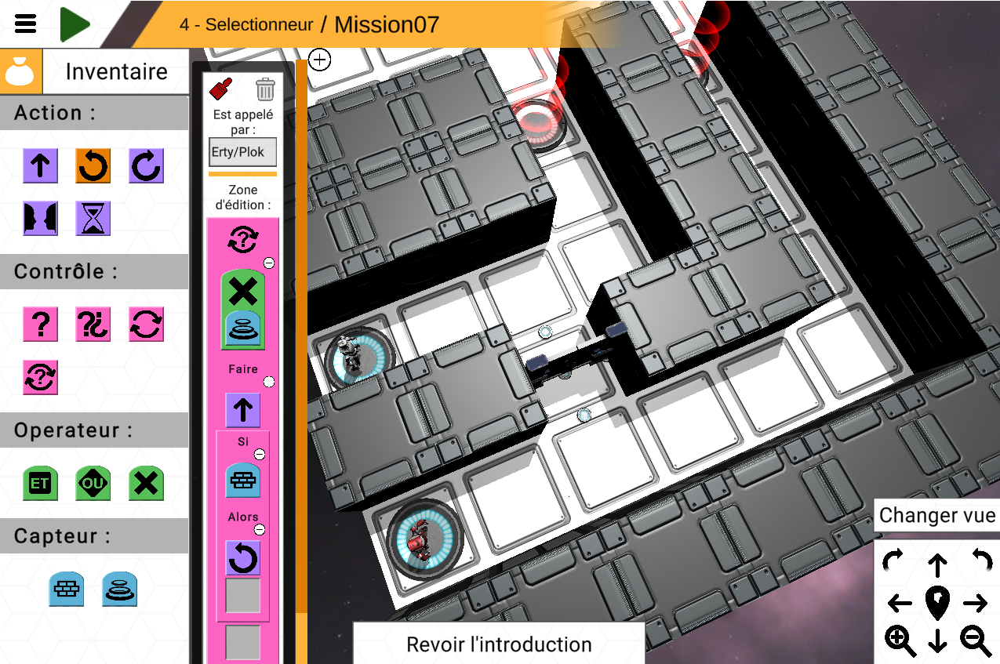 4 - Selectionneur / Mission07
Inventaire
Action :
Contrôle :
?
?¿
?
Operateur :
ET
OU
Capteur :
Est appelé
par :
Erty/Plok
Zone
d'édition :
?
Faire
Si
Alors
Changer vue
Revoir l'introduction